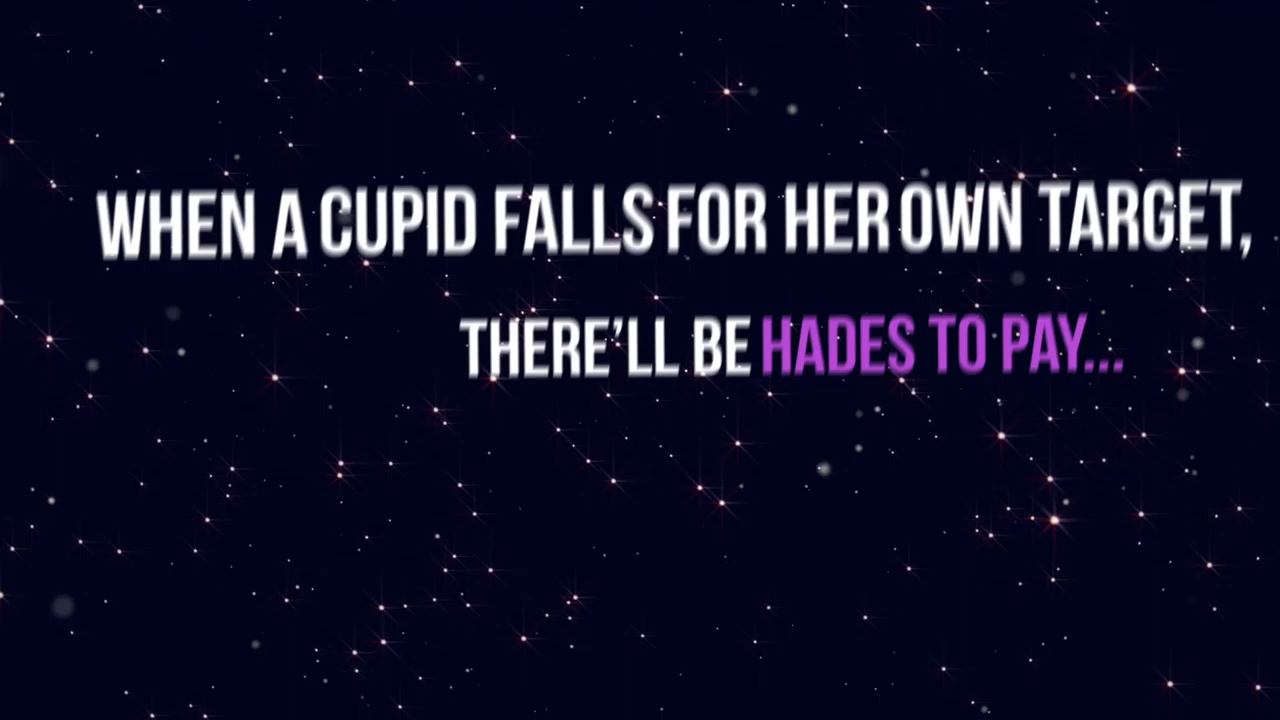 WHEN A CUPID FALLS FOR HER OWN TARGET,
THERE'LL BE HADES TO PAY...